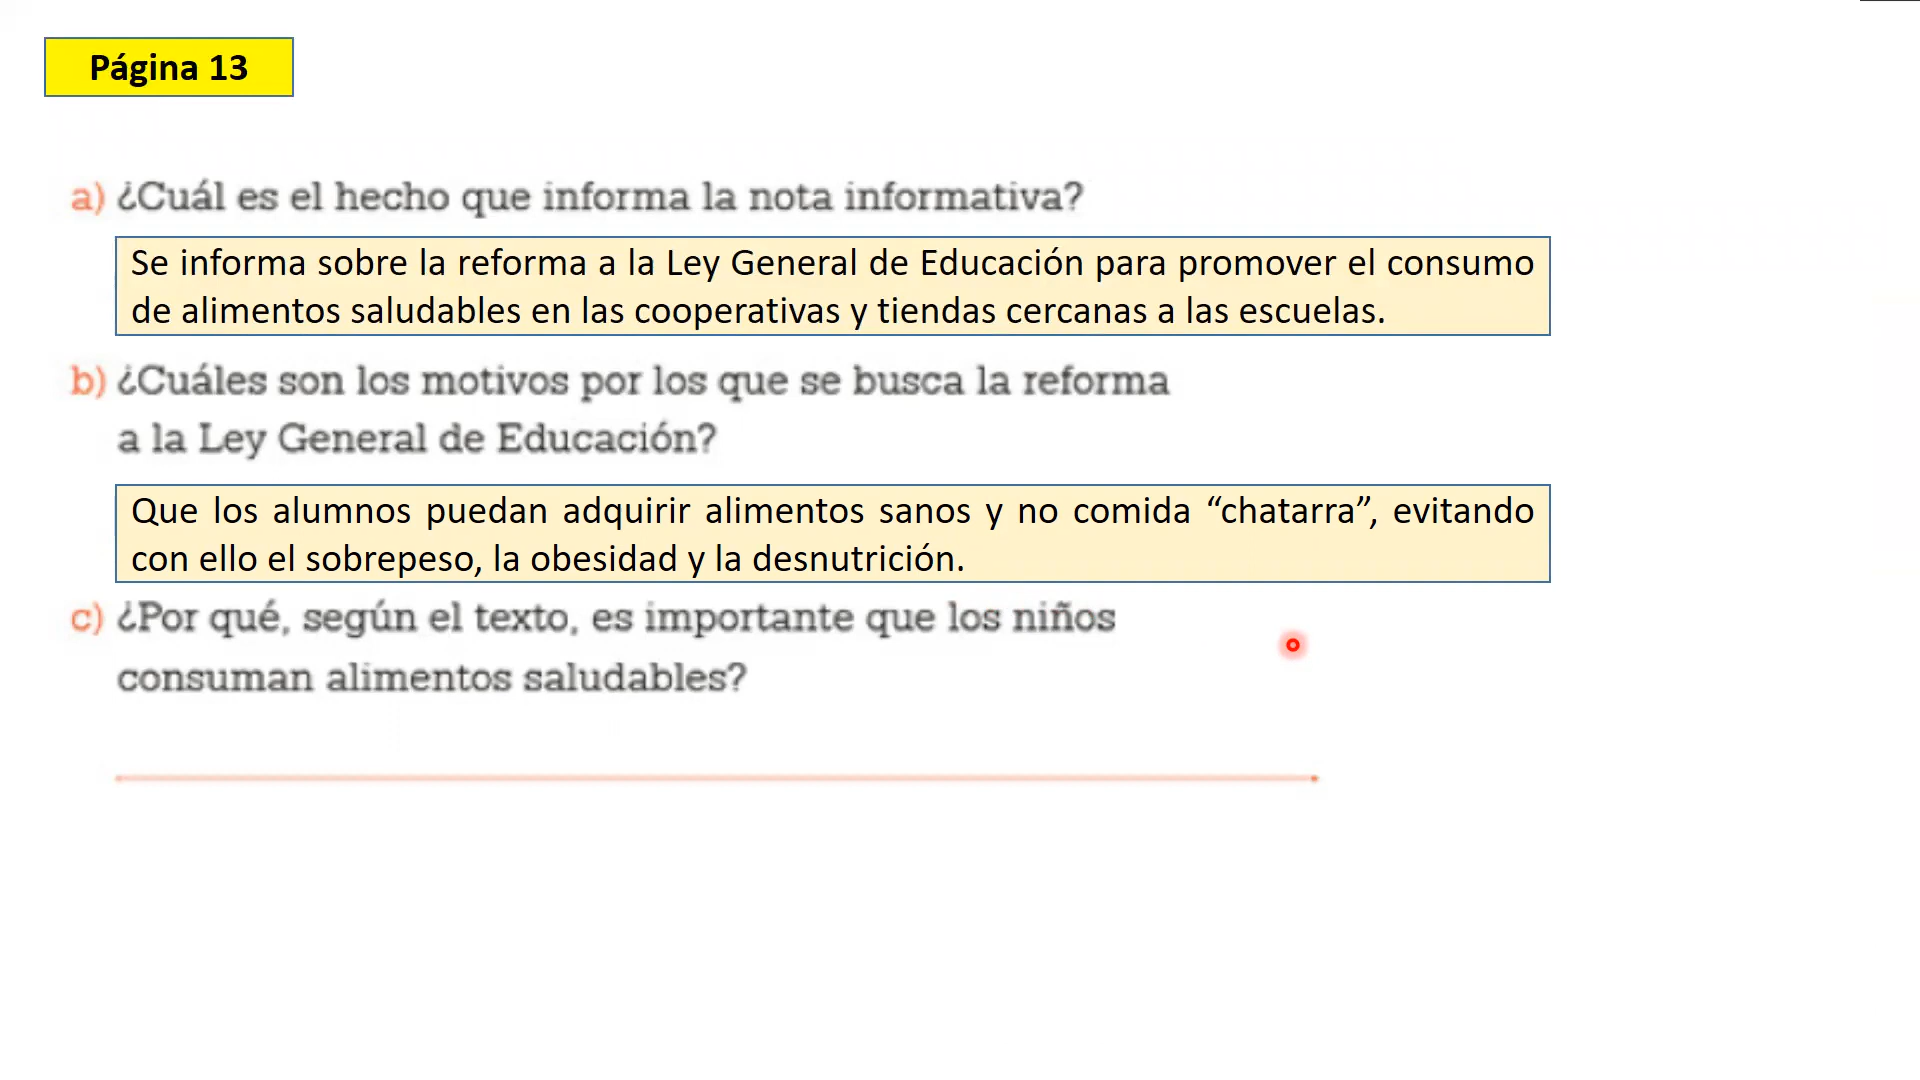 Página 13
a) ¿Cuál es el hecho que informa la nota informativa?
Se informa sobre la reforma a la Ley General de Educación para promover el consumo
de alimentos saludables en las cooperativas y tiendas cercanas a las escuelas.
b) ¿Cuáles son los motivos por los que se busca la reforma
a la Ley General de Educación?
Que los alumnos puedan adquirir alimentos sanos y no comida “chatarra”, evitando
con ello el sobrepeso, la obesidad y la desnutrición.
c) ¿Por qué, según el texto, es importante que los niños
consuman alimentos saludables?